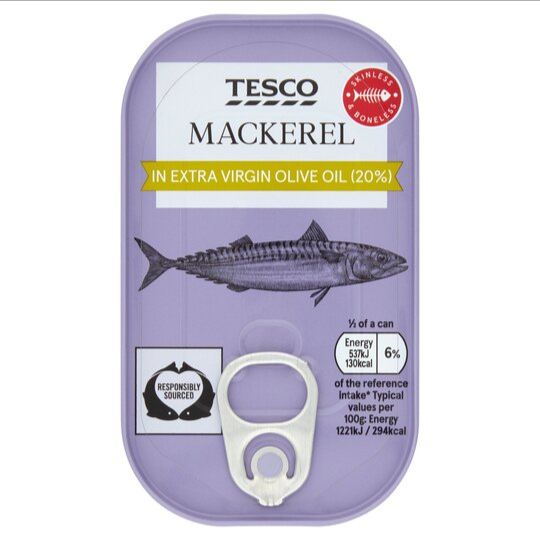 TESCO
SKINLESS
& BONELESS
MACKEREL
IN EXTRA VIRGIN OLIVE OIL (20%)
½ of a can
Energy
537kJ
130kcal
6%
of the reference
intake* Typical
values per
100g: Energy
1221kJ / 294kcal
RESPONSIBLY
SOURCED